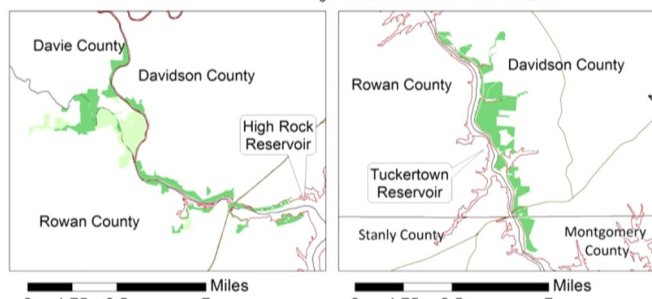 Davie County
Davidson County
High Rock
Reservoir
Rowan County
Miles
Rowan County
Davidson County
Tuckertown
Reservoir
Stanly County
Montgomery
County
Miles